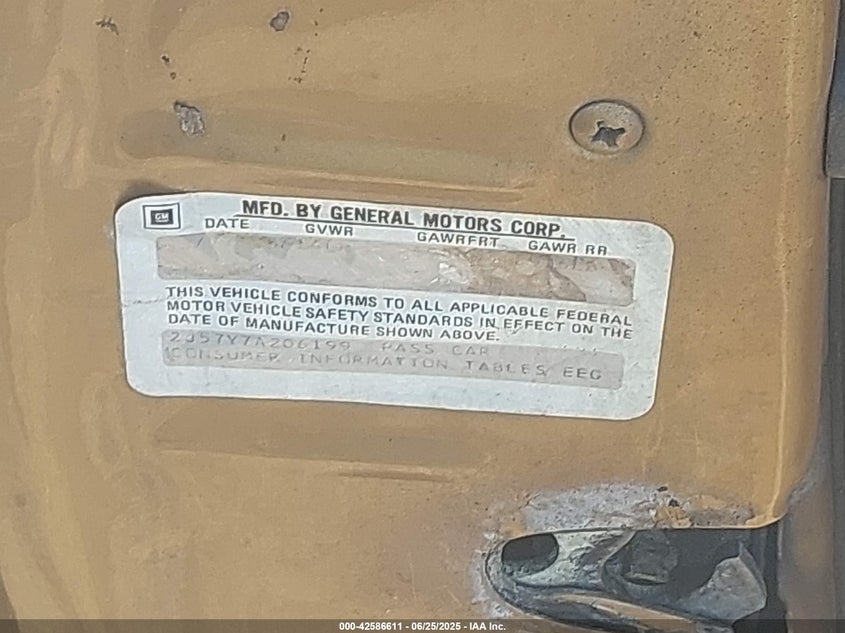 GM
MFD. BY GENERAL MOTORS CORP.
DATE GVWR GAWRFRT GAWR RR
THIS VEHICLE CONFORMS TO ALL APPLICABLE FEDERAL
MOTOR VEHICLE SAFETY STANDARDS IN EFFECT ON THE
DATE OF MANUFACTURE SHOWN ABOVE.
2J57Y7A206199 PASS CAR
CONSUMER INFORMATION TABLES EEG
000-42586611 - 06/25/2025 - IAA Inc.